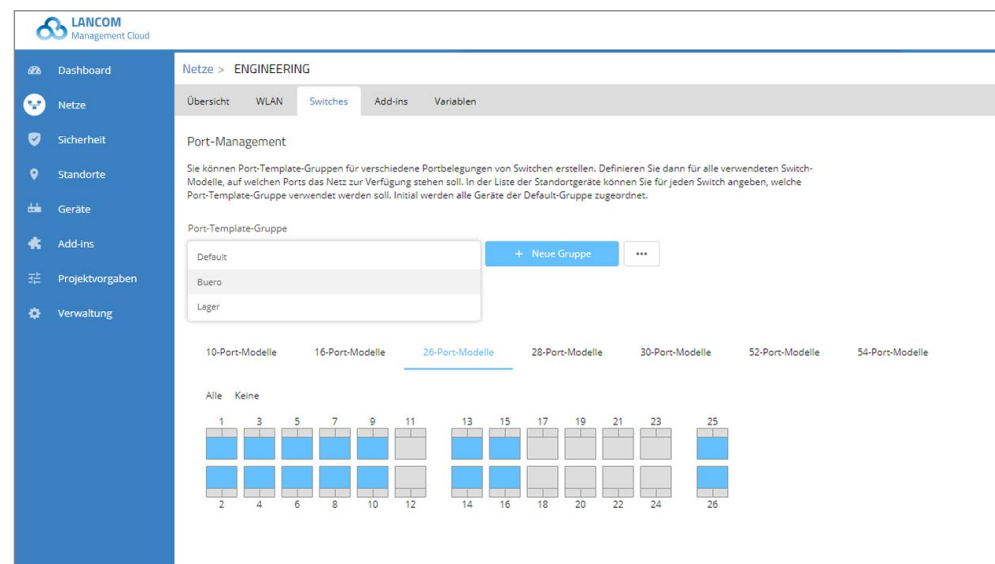 LANCOM
Management Cloud
Dashboard
Netze
Sicherheit
Standorte
Geräte
Add-ins
Projektvorgaben
Verwaltung
Netze > ENGINEERING
Übersicht WLAN Switches Add-ins Variablen
Port-Management
Sie können Port-Template-Gruppen für verschiedene Portbelegungen von Switchen erstellen. Definieren Sie dann für alle verwendeten Switch-
Modelle, auf welchen Ports das Netz zur Verfügung stehen soll. In der Liste der Standortgeräte können Sie für jeden Switch angeben, welche
Port-Template-Gruppe verwendet werden soll. Initial werden alle Geräte der Default-Gruppe zugeordnet.
Port-Template-Gruppe
Default
+ Neue Gruppe ...
Buero
Lager
10-Port-Modelle 16-Port-Modelle 26-Port-Modelle 28-Port-Modelle 30-Port-Modelle 52-Port-Modelle 54-Port-Modelle
Alle Keine
1 3 5 7 9 11 13 15 17 19 21 23 25
2 4 6 8 10 12 14 16 18 20 22 24 26